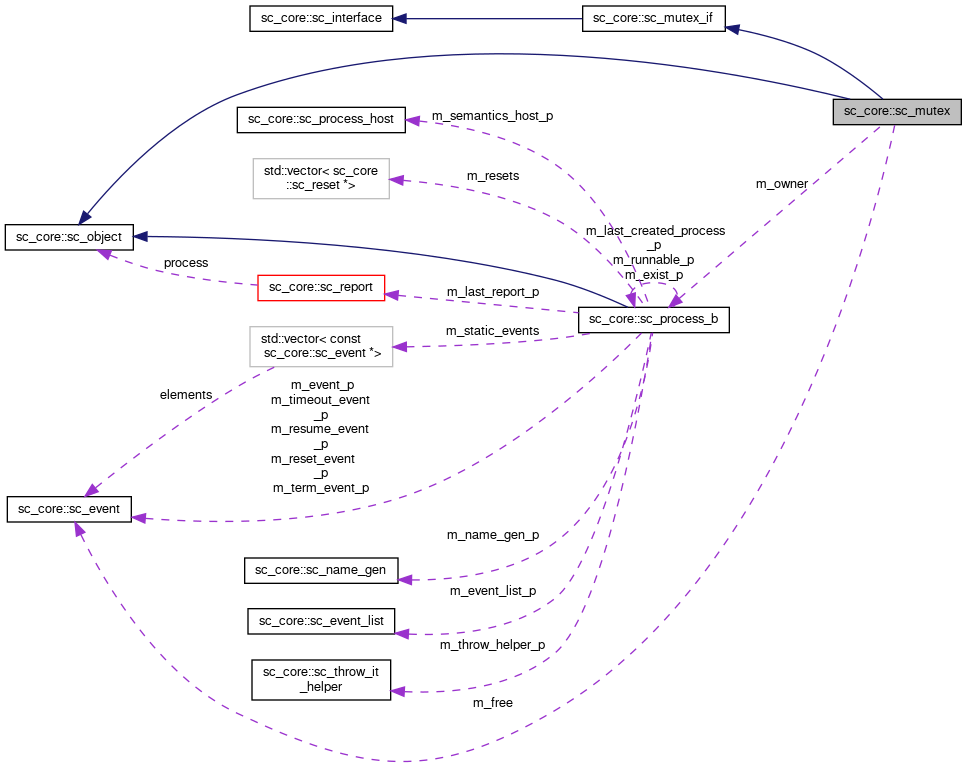 sc_core::sc_interface
sc_core::sc_mutex_if
sc_core::sc_mutex
sc_core::sc_process_host
m_semantics_host_p
std::vector< sc_core
::sc_reset *>
m_resets
m_owner
sc_core::sc_object
m_last_created_process
_p
m_runnable_p
m_exist_p
process
sc_core::sc_report
m_last_report_p
sc_core::sc_process_b
std::vector< const
sc_core::sc_event *>
m_static_events
elements
m_event_p
m_timeout_event
_p
m_resume_event
_p
m_reset_event
_p
m_term_event_p
sc_core::sc_event
m_name_gen_p
sc_core::sc_name_gen
m_event_list_p
sc_core::sc_event_list
m_throw_helper_p
sc_core::sc_throw_it
_helper
m_free